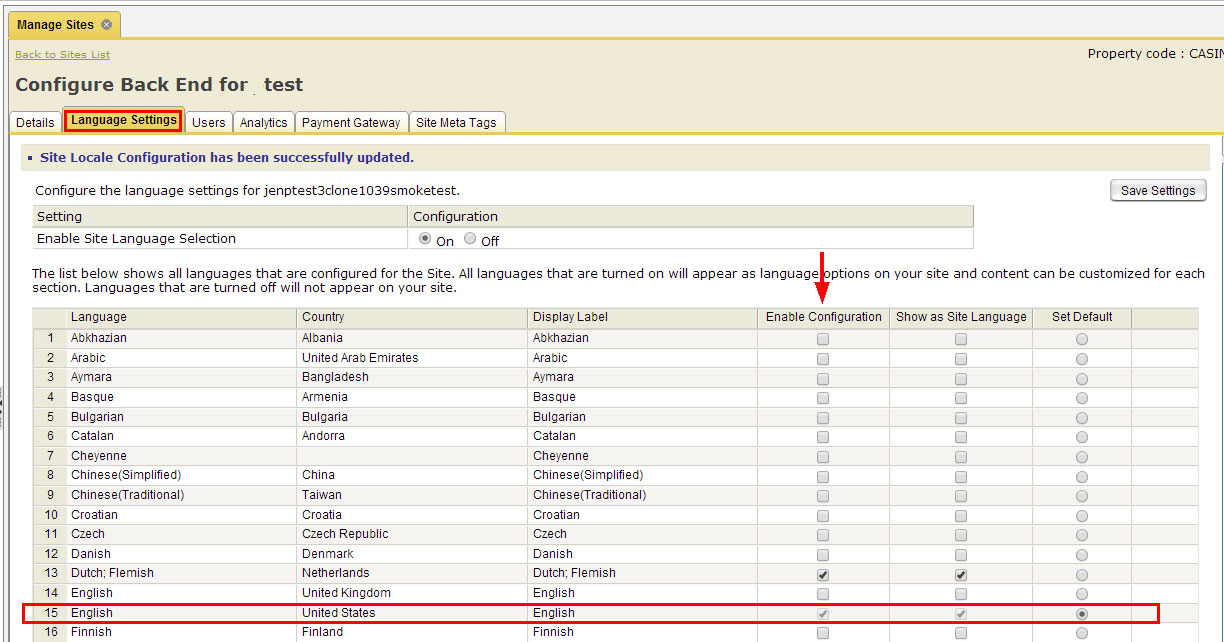 Manage Sites
Back to Sites List
Property code : CASIN
Configure Back End for . test
Details Language Settings Users Analytics Payment Gateway Site Meta Tags
Site Locale Configuration has been successfully updated.
Configure the language settings for jenptest3clone1039smoketest.
Save Settings
Setting Configuration
Enable Site Language Selection On Off
The list below shows all languages that are configured for the Site. All languages that are turned on will appear as language options on your site and content can be customized for each
section. Languages that are turned off will not appear on your site.
Language Country Display Label Enable Configuration Show as Site Language Set Default
1 Abkhazian Albania Abkhazian
2 Arabic United Arab Emirates Arabic
3 Aymara Bangladesh Aymara
4 Basque Armenia Basque
5 Bulgarian Bulgaria Bulgarian
6 Catalan Andorra Catalan
7 Cheyenne Cheyenne
8 Chinese(Simplified) China Chinese(Simplified)
9 Chinese(Traditional) Taiwan Chinese(Traditional)
10 Croatian Croatia Croatian
11 Czech Czech Republic Czech
12 Danish Denmark Danish
13 Dutch; Flemish Netherlands Dutch; Flemish
14 English United Kingdom English
15 English United States English
16 Finnish Finland Finnish